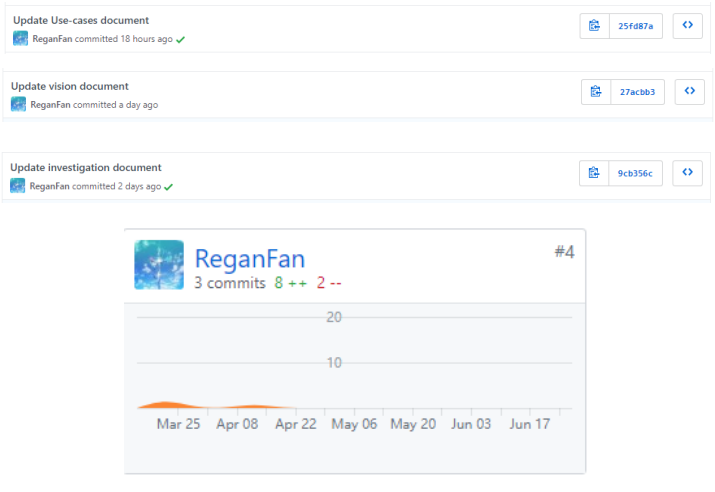 Update Use-cases document
ReganFan committed 18 hours ago
25fd87a
Update vision document
ReganFan committed a day ago
27acbb3
Update investigation document
ReganFan committed 2 days ago
9cb356c
ReganFan
#4
3 commits 8 ++ 2 --
20
10
Mar 25 Apr 08 Apr 22 May 06 May 20 Jun 03 Jun 17